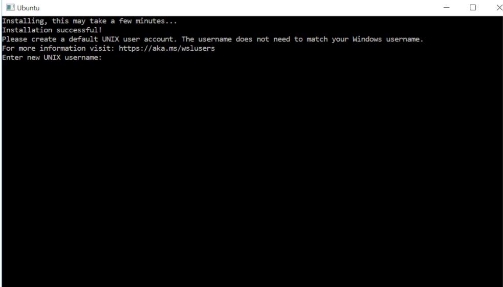 Ubuntu
Installing, this may take a few minutes...
Installation successful!
Please create a default UNIX user account. The username does not need to match your Windows username.
For more information visit: https://aka.ms/wslusers
Enter new UNIX username: